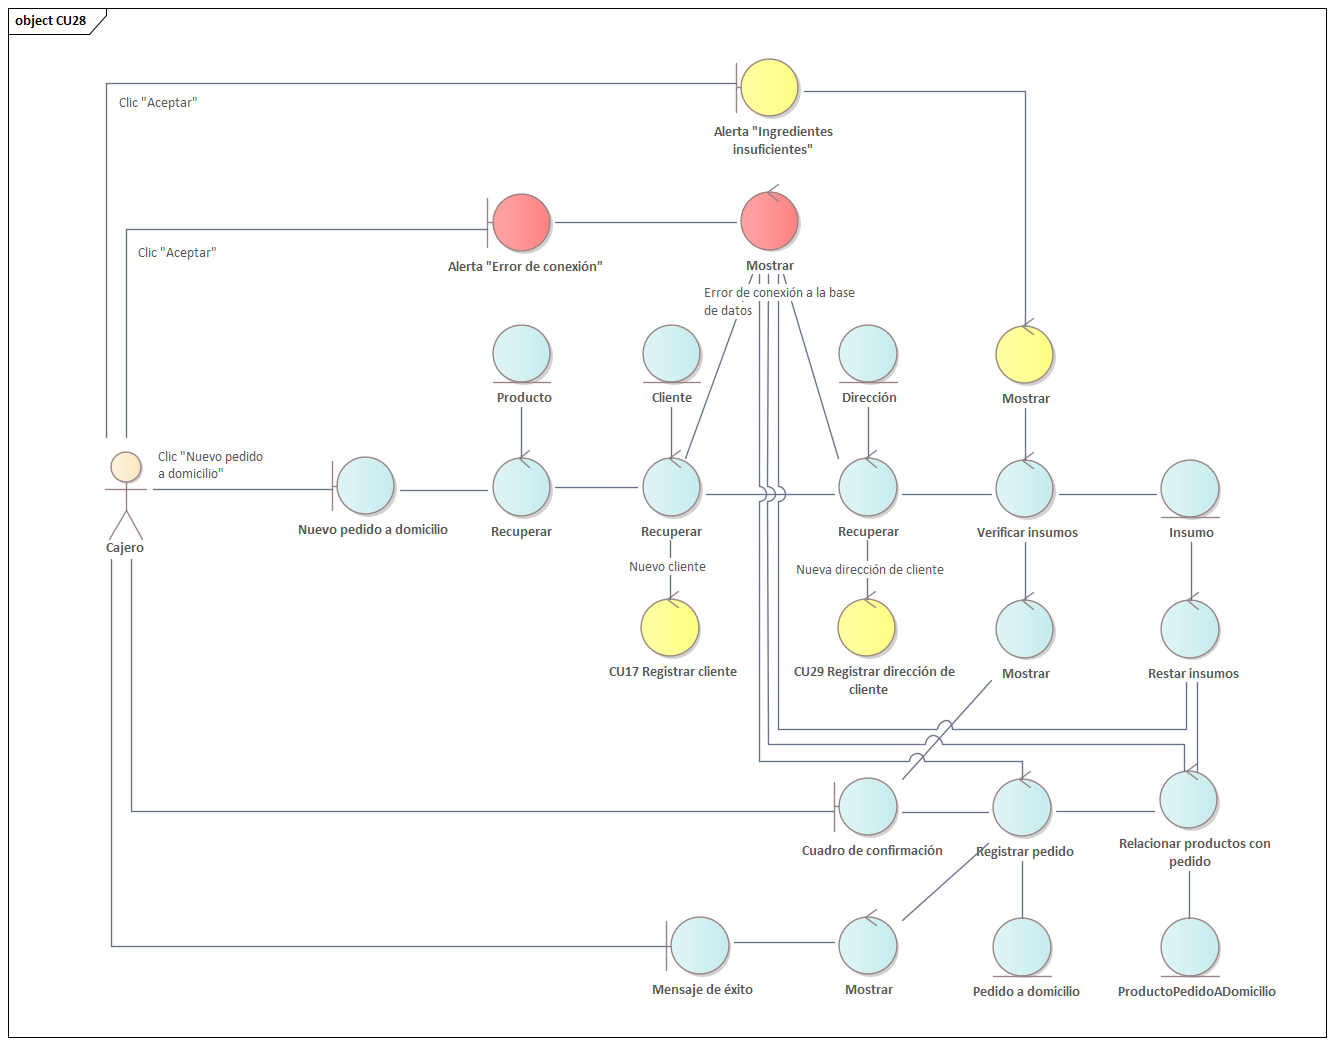 object CU28
Clic "Aceptar"
Alerta "Ingredientes
insuficientes"
Clic "Aceptar"
Alerta "Error de conexión"
Mostrar
Error de conexión a la base
de datos
Producto
Cliente
Dirección
Mostrar
Clic "Nuevo pedido
a domicilio"
Nuevo pedido a domicilio
Recuperar
Recuperar
Recuperar
Verificar insumos
Insumo
Cajero
Nuevo cliente
Nueva dirección de cliente
CU17 Registrar cliente
CU29 Registrar dirección de
cliente
Mostrar
Restar insumos
Cuadro de confirmación
Registrar pedido
Relacionar productos con
pedido
Mensaje de éxito
Mostrar
Pedido a domicilio
ProductoPedidoADomicilio